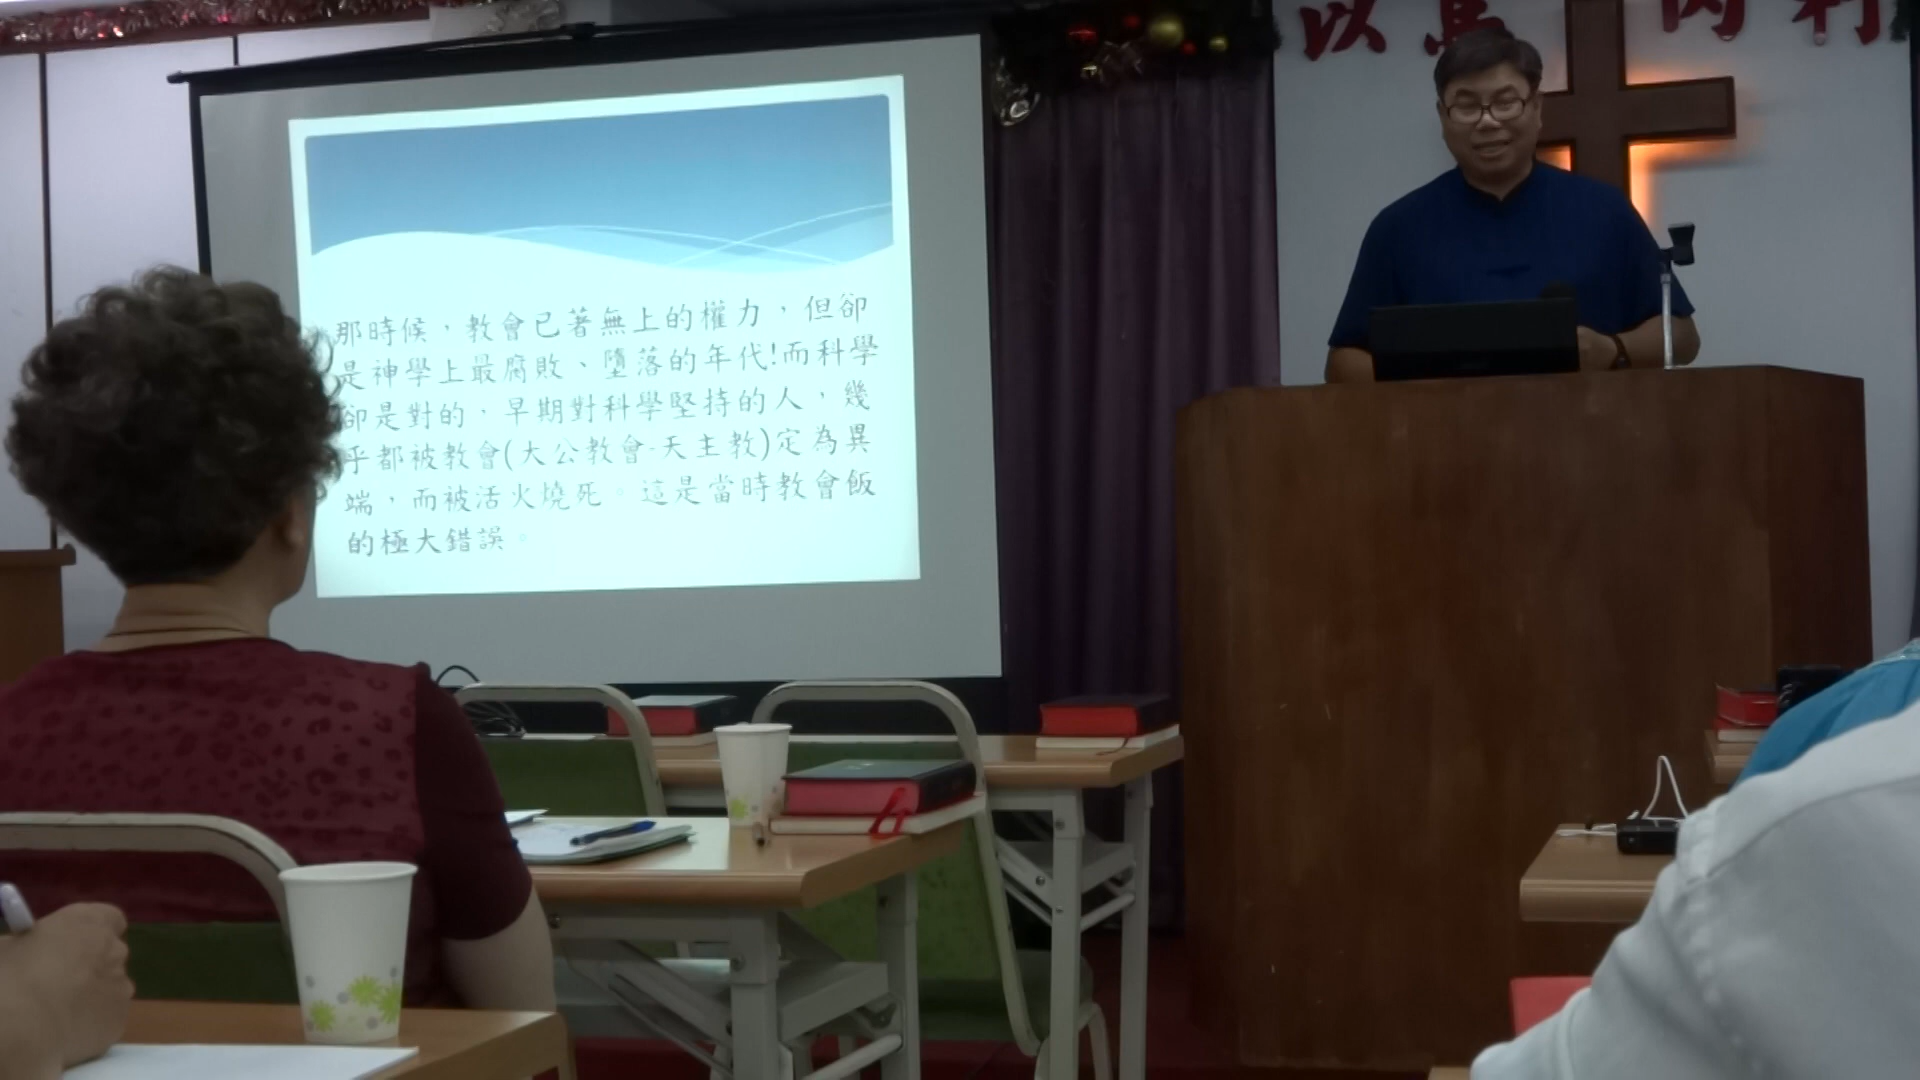 以馬內利
那時候，教會已著無上的權力，但卻
是神學上最腐敗、墮落的年代!而科學
卻是對的，早期對科學堅持的人，幾
乎都被教會(大公教會-天主教)定為異
端，而被活火燒死。這是當時教會飯
的極大錯誤。